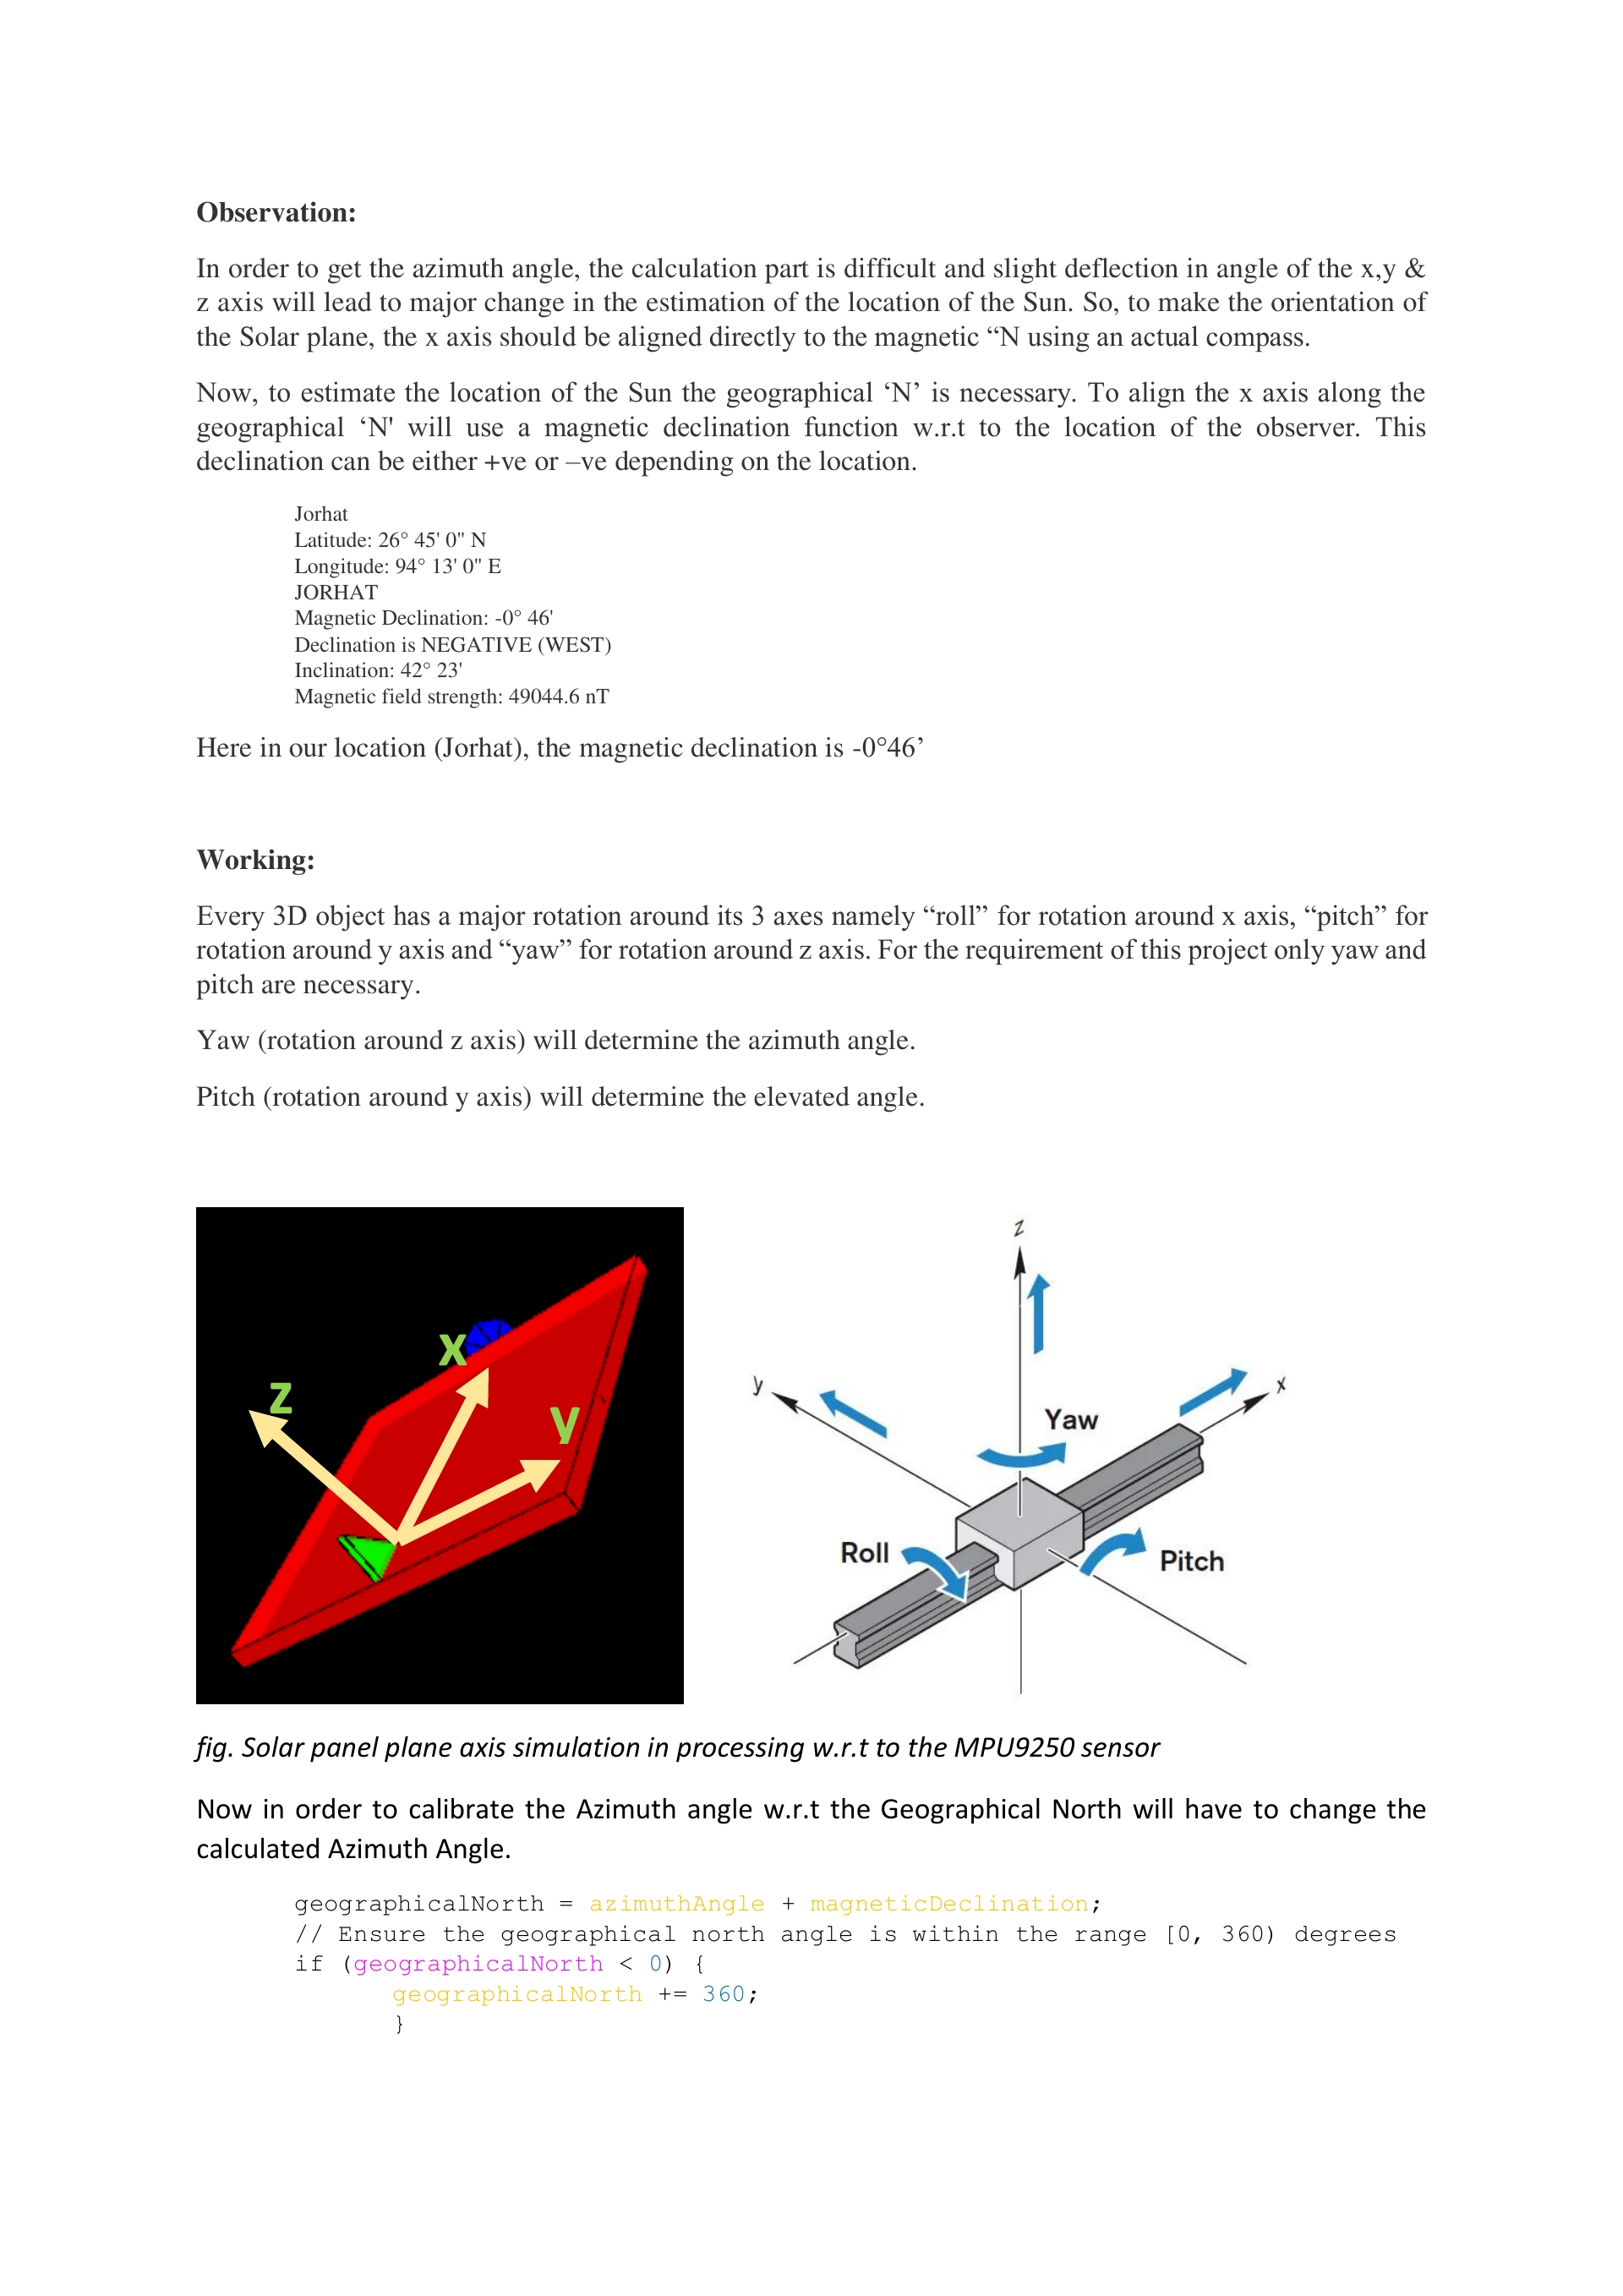 Observation:
In order to get the azimuth angle, the calculation part is difficult and slight deflection in angle of the x,y &
z axis will lead to major change in the estimation of the location of the Sun. So, to make the orientation of
the Solar plane, the x axis should be aligned directly to the magnetic “N using an actual compass.
Now, to estimate the location of the Sun the geographical ‘N’ is necessary. To align the x axis along the
geographical ‘N' will use a magnetic declination function w.r.t to the location of the observer. This
declination can be either +ve or –ve depending on the location.
Jorhat
Latitude: 26° 45' 0" N
Longitude: 94° 13' 0" E
JORHAT
Magnetic Declination: -0° 46'
Declination is NEGATIVE (WEST)
Inclination: 42° 23'
Magnetic field strength: 49044.6 nT
Here in our location (Jorhat), the magnetic declination is -0°46’
Working:
Every 3D object has a major rotation around its 3 axes namely “roll” for rotation around x axis, “pitch” for
rotation around y axis and “yaw” for rotation around z axis. For the requirement of this project only yaw and
pitch are necessary.
Yaw (rotation around z axis) will determine the azimuth angle.
Pitch (rotation around y axis) will determine the elevated angle.
x
z
y
z
y
x
Yaw
Roll
Pitch
fig. Solar panel plane axis simulation in processing w.r.t to the MPU9250 sensor
Now in order to calibrate the Azimuth angle w.r.t the Geographical North will have to change the
calculated Azimuth Angle.
geographicalNorth = azimuthAngle + magneticDeclination;
// Ensure the geographical north angle is within the range [0, 360) degrees
if (geographicalNorth < 0) {
geographicalNorth += 360;
}